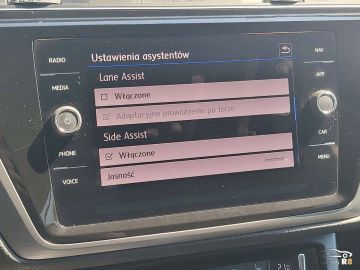 RADIO
MEDIA
PHONE
VOICE
Ustawienia asystentów
Lane Assist
Włączone
Adaptacyjne prowadzenie po torze
Side Assist
Włączone
Jasność
NAV
APP
CAR
MENU